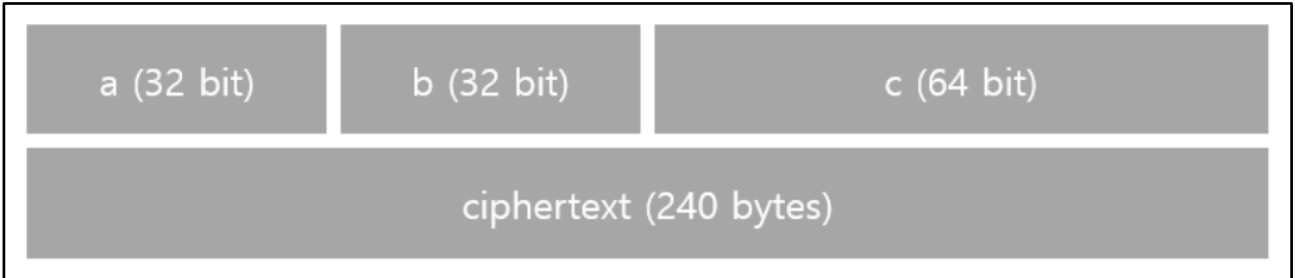 a (32 bit) b (32 bit) c (64 bit)
ciphertext (240 bytes)